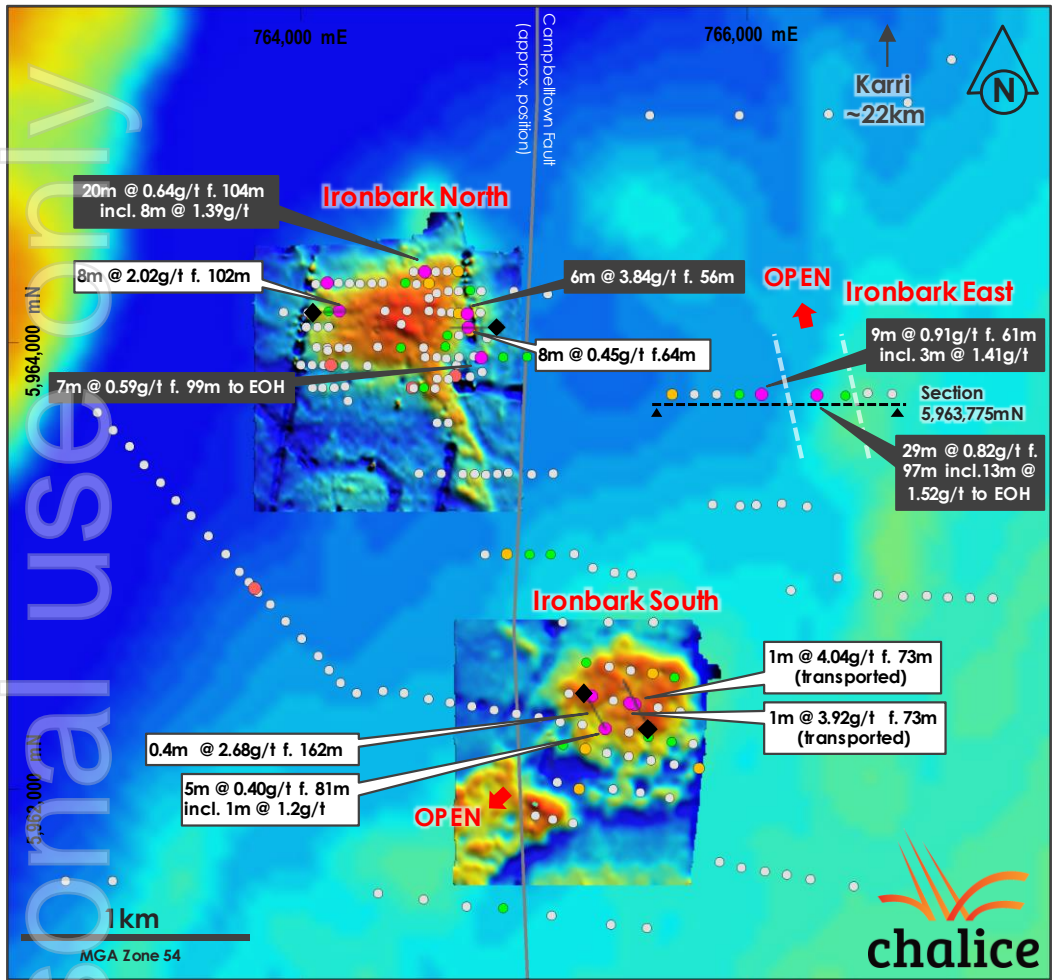 764,000 mE
766,000 mE
Campbelltown Fault
(approx. position)
Karri
~22km
N
20m @ 0.64g/t f. 104m
incl. 8m @ 1.39g/t
Ironbark North
8m @ 2.02g/t f. 102m
6m @ 3.84g/t f. 56m
OPEN
Ironbark East
5,964,000 mN
9m @ 0.91g/t f. 61m
incl. 3m @ 1.41g/t
8m @ 0.45g/t f.64m
7m @ 0.59g/t f. 99m to EOH
Section
5,963,775mN
29m @ 0.82g/t f.
97m incl.13m @
1.52g/t to EOH
Ironbark South
1m @ 4.04g/t f. 73m
(transported)
1m @ 3.92g/t f. 73m
(transported)
0.4m @ 2.68g/t f. 162m
5m @ 0.40g/t f. 81m
incl. 1m @ 1.2g/t
OPEN
5,962,000 mN
1km
MGA Zone 54
chalice
sonal use only